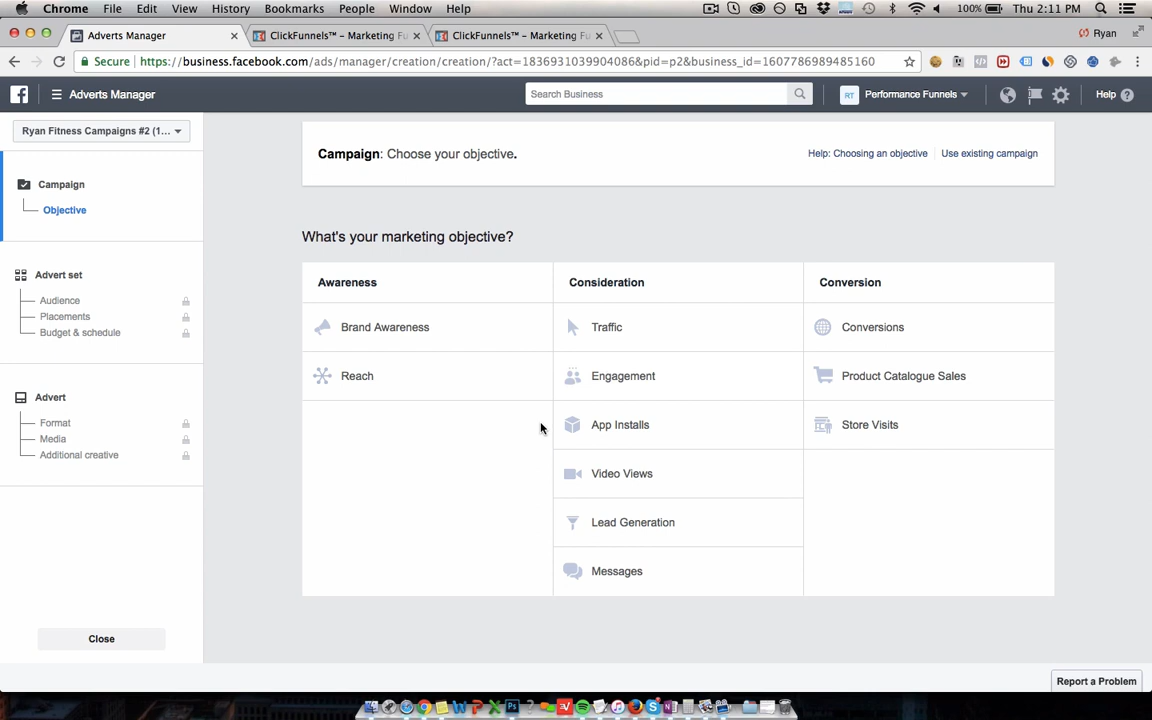 Chrome File Edit View History Bookmarks People Window Help 100% Thu 2:11 PM
Adverts Manager ClickFunnels™ – Marketing Fu ClickFunnels™ – Marketing Fu Ryan
Secure https://business.facebook.com/ads/manager/creation/creation/?act=1836931039904086&pid=p2&business_id=1607786989485160
Adverts Manager Search Business RT Performance Funnels Help
Ryan Fitness Campaigns #2 (1...
Campaign
Objective
Advert set
Audience
Placements
Budget & schedule
Advert
Format
Media
Additional creative
Close
Campaign: Choose your objective. Help: Choosing an objective Use existing campaign
What's your marketing objective?
Awareness Consideration Conversion
Brand Awareness Traffic Conversions
Reach Engagement Product Catalogue Sales
App Installs Store Visits
Video Views
Lead Generation
Messages
Report a Problem